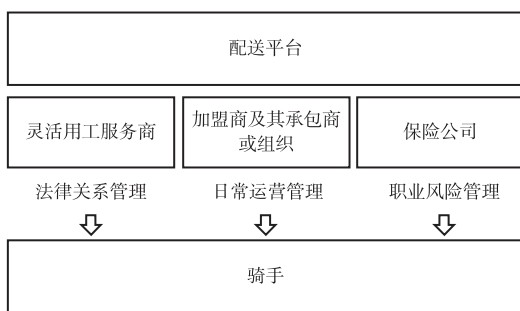 配送平台
灵活用工服务商
加盟商及其承包商
或组织
保险公司
法律关系管理
日常运营管理
职业风险管理
骑手